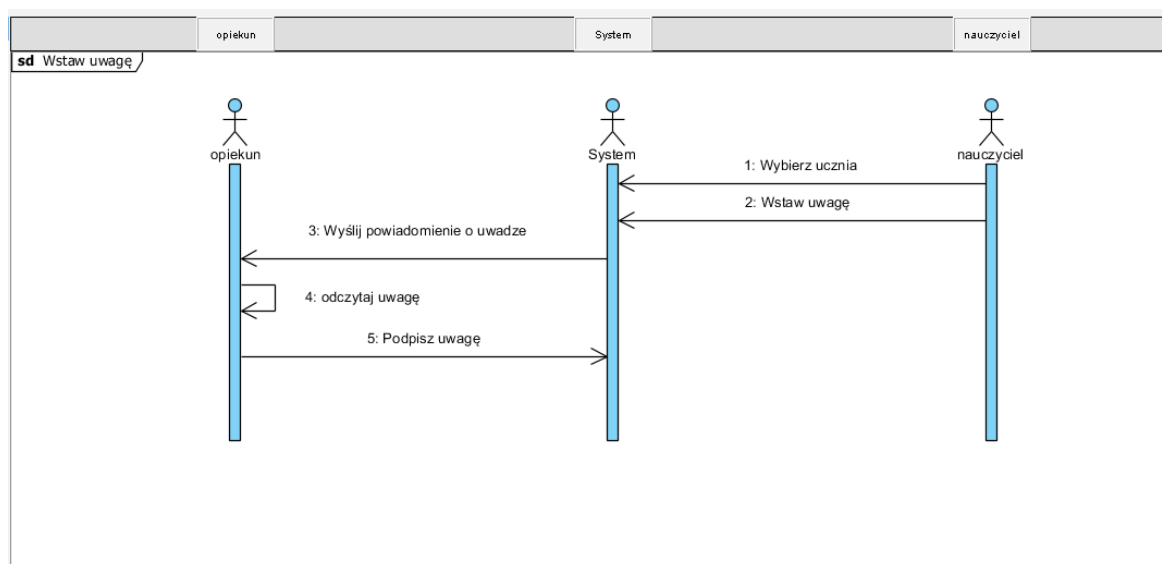 opiekun
System
nauczyciel
sd Wstaw uwagę
opiekun
System
nauczyciel
1: Wybierz ucznia
2: Wstaw uwagę
3: Wyślij powiadomienie o uwadze
4: odczytaj uwagę
5: Podpisz uwagę